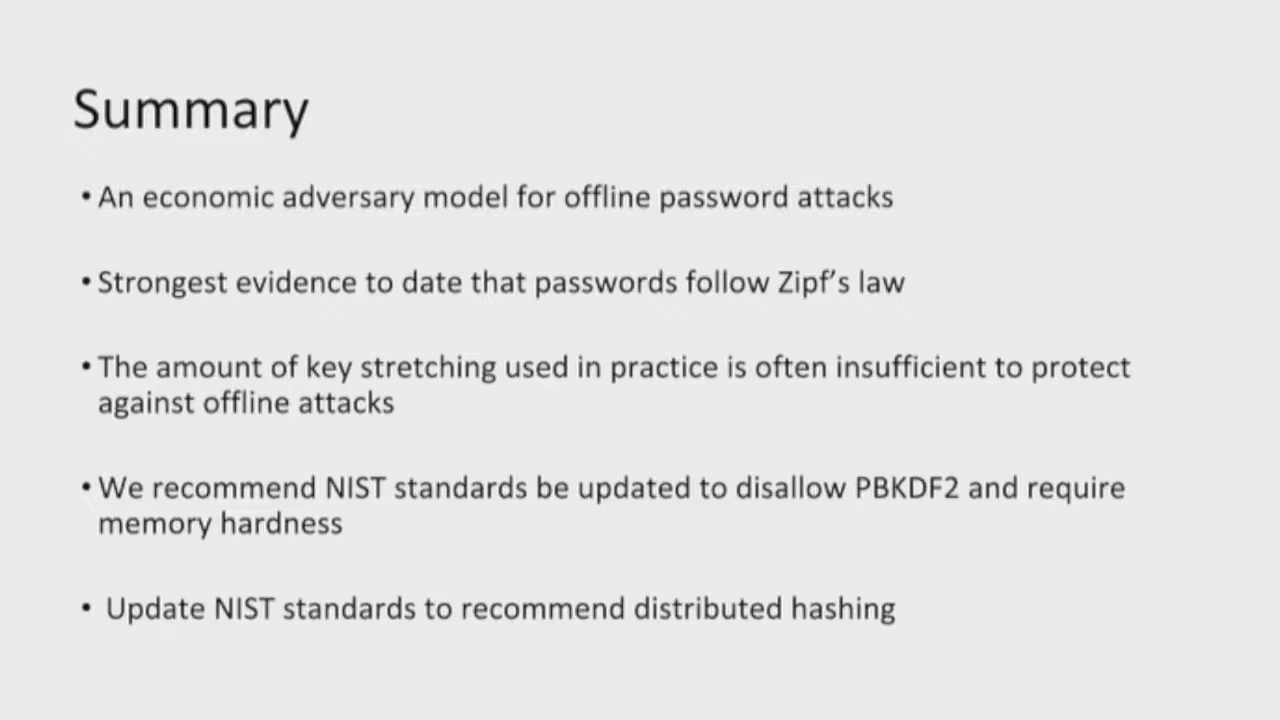 Summary
• An economic adversary model for offline password attacks
• Strongest evidence to date that passwords follow Zipf’s law
• The amount of key stretching used in practice is often insufficient to protect
against offline attacks
• We recommend NIST standards be updated to disallow PBKDF2 and require
memory hardness
• Update NIST standards to recommend distributed hashing